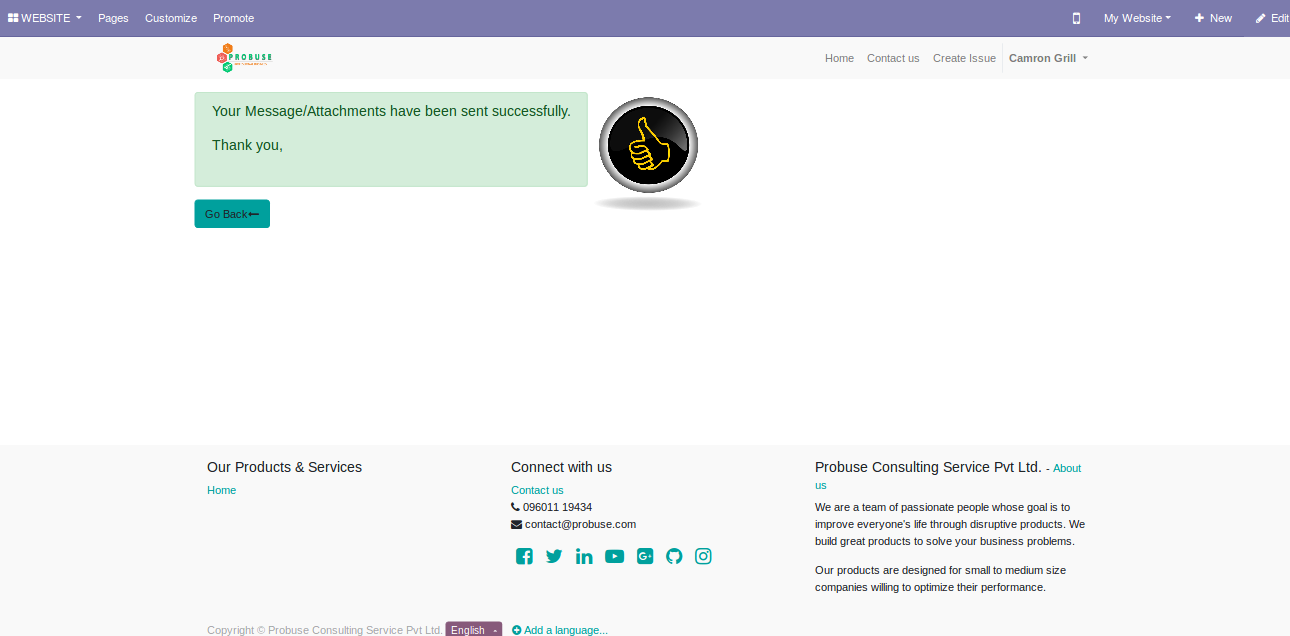 WEBSITE Pages Customize Promote My Website New Edit
PROBUSE Home Contact us Create Issue Camron Grill
Your Message/Attachments have been sent successfully.
Thank you,
Go Back
Our Products & Services
Home
Connect with us
Contact us
096011 19434
contact@probuse.com
Probuse Consulting Service Pvt Ltd. - About
us
We are a team of passionate people whose goal is to
improve everyone's life through disruptive products. We
build great products to solve your business problems.
Our products are designed for small to medium size
companies willing to optimize their performance.
Copyright © Probuse Consulting Service Pvt Ltd. English Add a language...